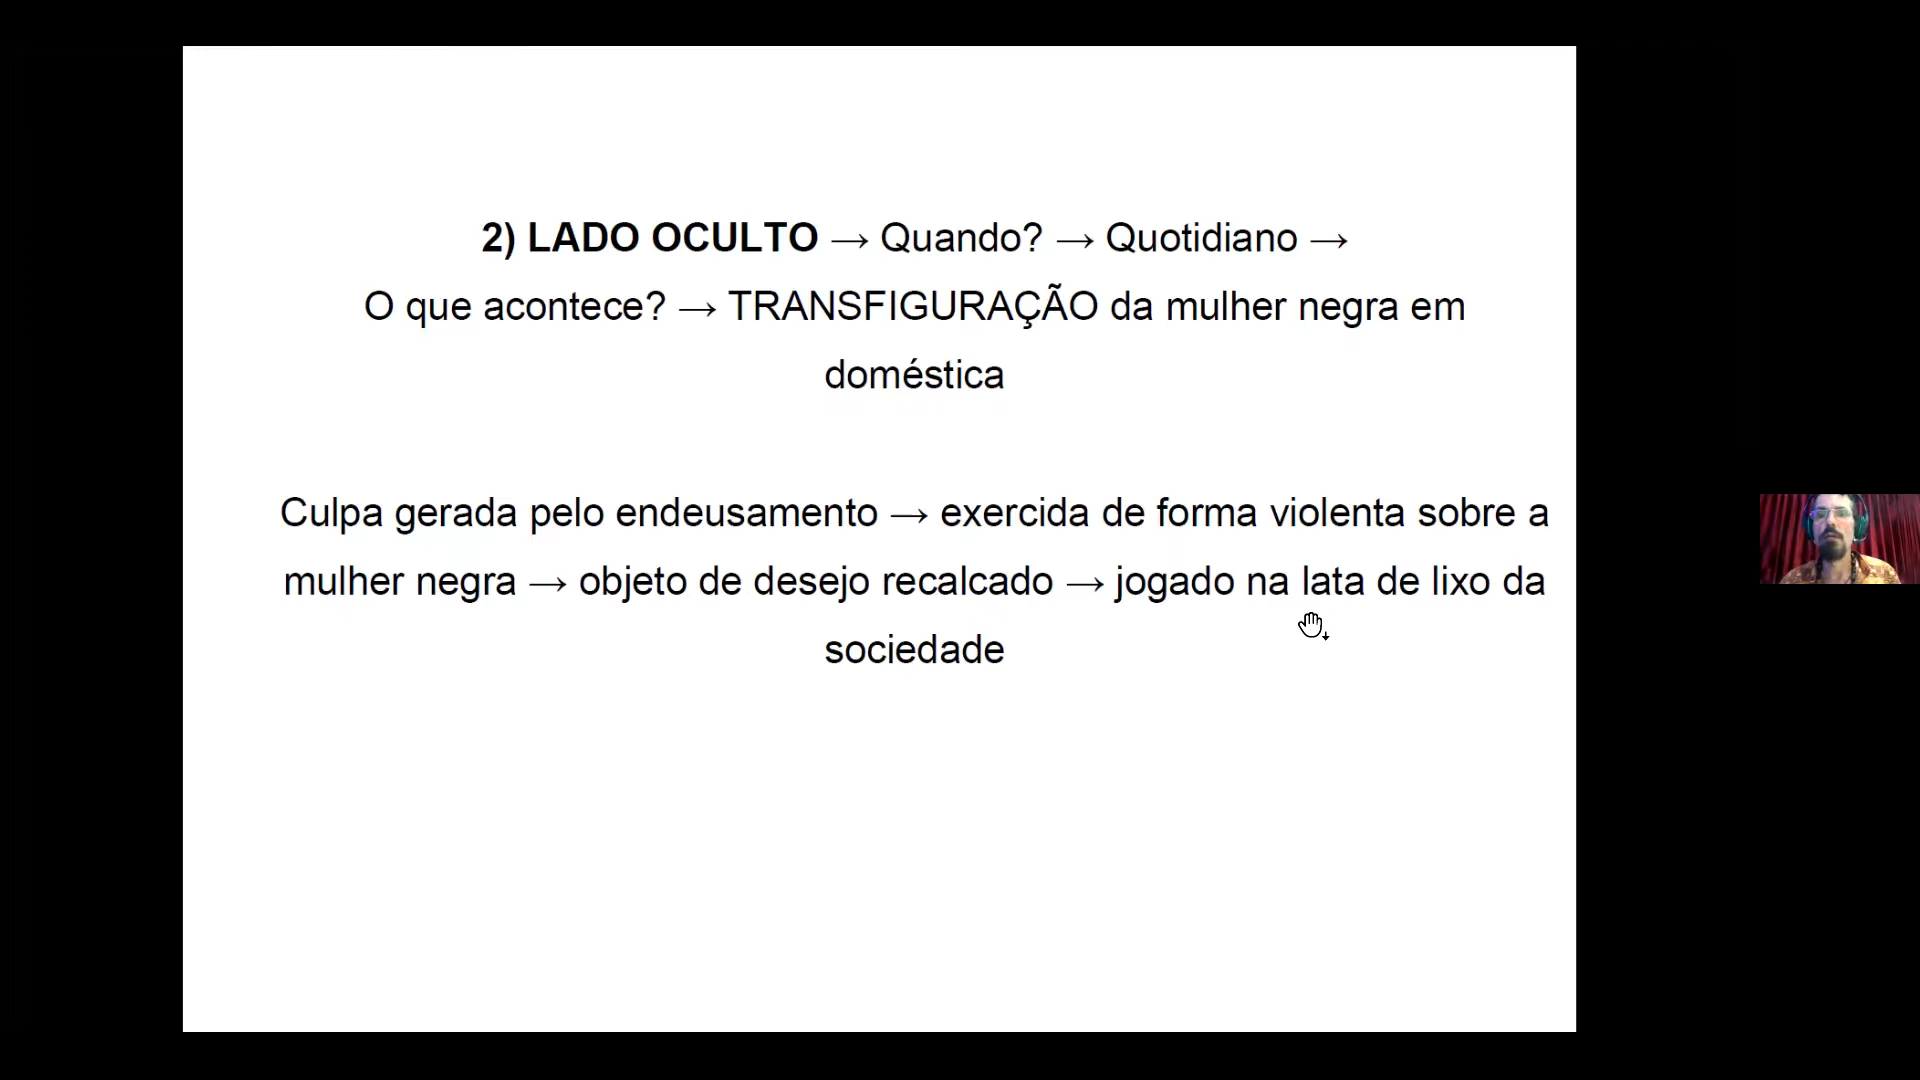 2) LADO OCULTO → Quando? → Quotidiano →
O que acontece? → TRANSFIGURAÇÃO da mulher negra em
doméstica
Culpa gerada pelo endeusamento → exercida de forma violenta sobre a
mulher negra → objeto de desejo recalcado → jogado na lata de lixo da
sociedade